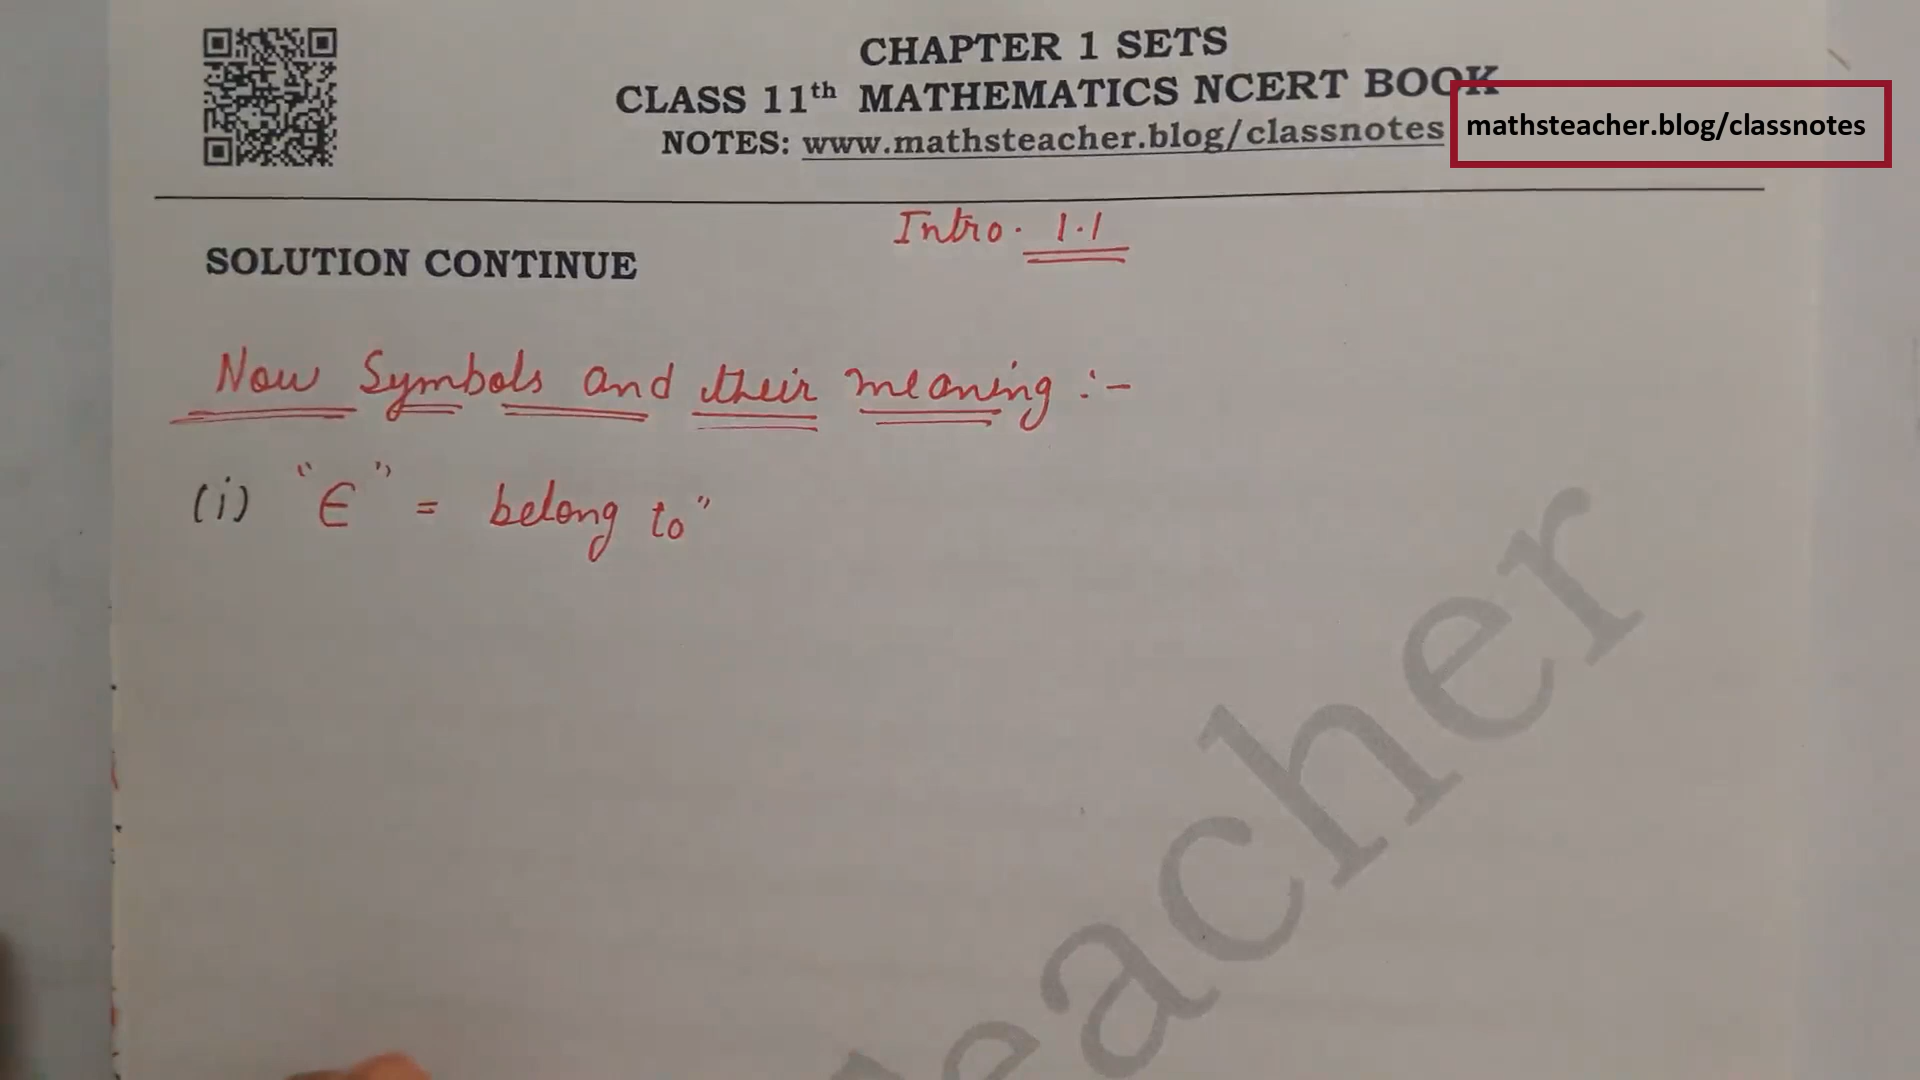 CHAPTER 1 SETS
CLASS 11th MATHEMATICS NCERT BOOK
NOTES: www.mathsteacher.blog/classnotes
mathsteacher.blog/classnotes
Intro. 1.1
SOLUTION CONTINUE
Now Symbols and their meaning :-
(i) "∈" = belong to"
eacher